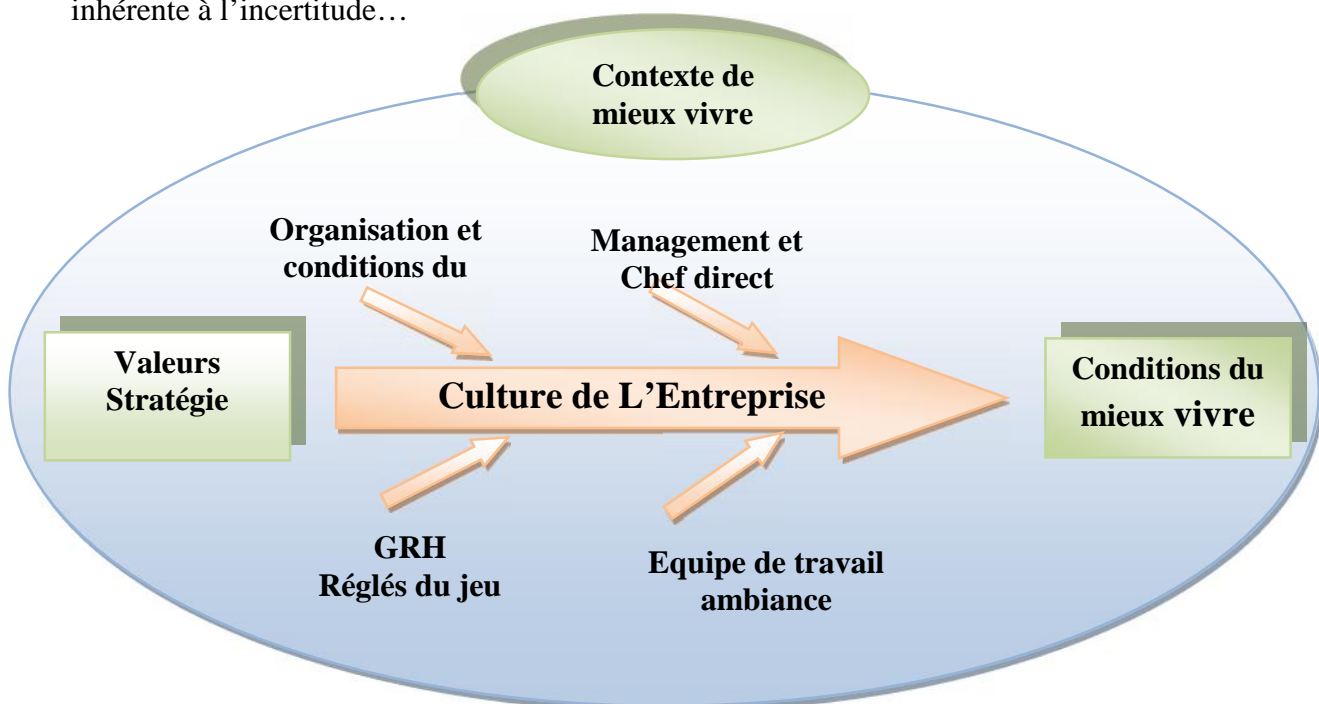 inhérente à l’incertitude…
Contexte de
mieux vivre
Organisation et
conditions du
Management et
Chef direct
Valeurs
Stratégie
Culture de L’Entreprise
Conditions du
mieux vivre
GRH
Réglés du jeu
Equipe de travail
ambiance